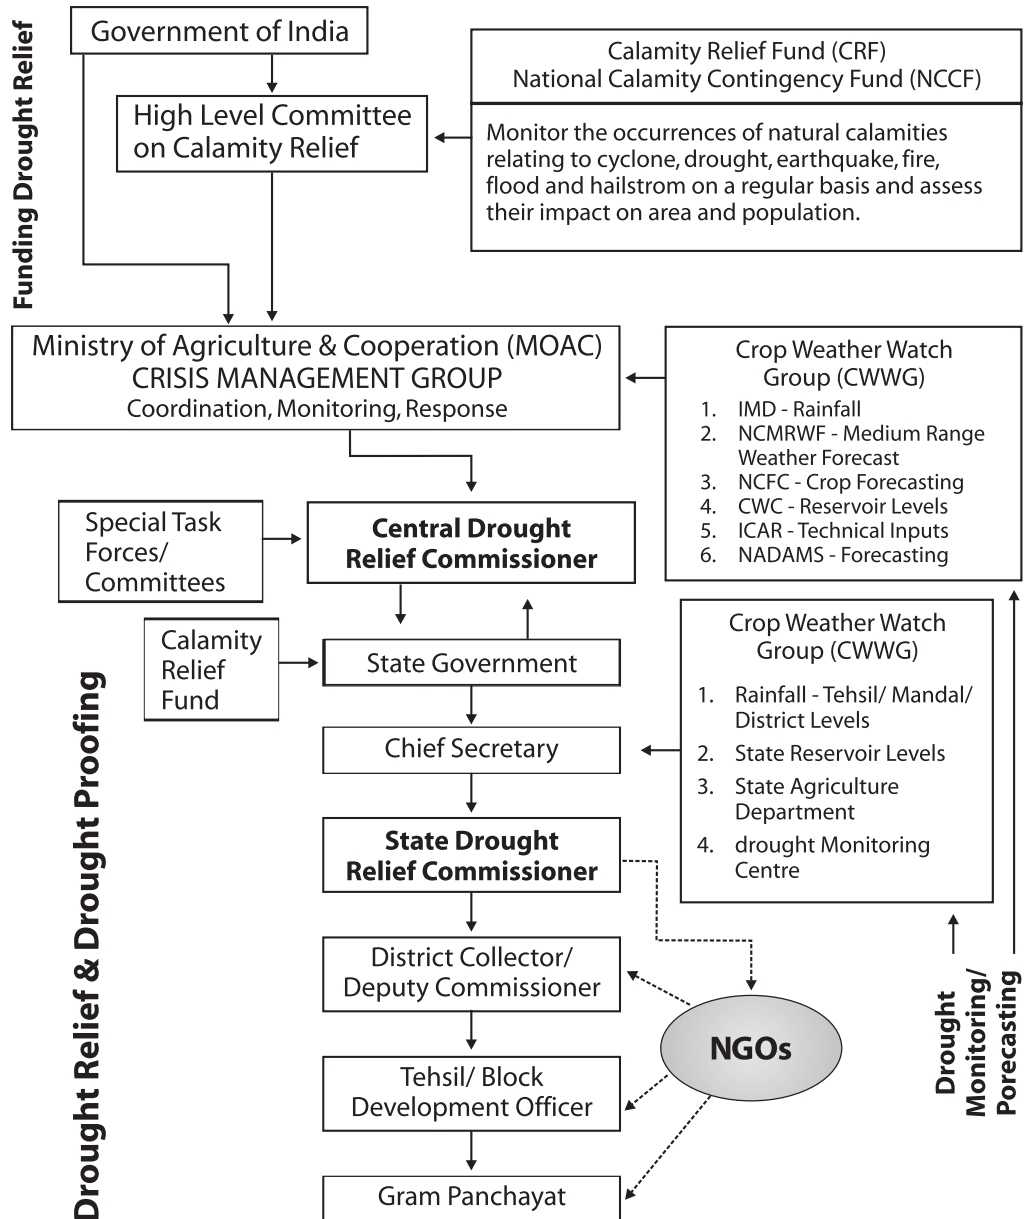 Funding Drought Relief
Government of India
High Level Committee
on Calamity Relief
Calamity Relief Fund (CRF)
National Calamity Contingency Fund (NCCF)
Monitor the occurrences of natural calamities
relating to cyclone, drought, earthquake, fire,
flood and hailstrom on a regular basis and assess
their impact on area and population.
Ministry of Agriculture & Cooperation (MOAC)
CRISIS MANAGEMENT GROUP
Coordination, Monitoring, Response
Crop Weather Watch
Group (CWWG)
1. IMD - Rainfall
2. NCMRWF - Medium Range
Weather Forecast
3. NCFC - Crop Forecasting
4. CWC - Reservoir Levels
5. ICAR - Technical Inputs
6. NADAMS - Forecasting
Special Task
Forces/
Committees
Central Drought
Relief Commissioner
Calamity
Relief
Fund
State Government
Crop Weather Watch
Group (CWWG)
1. Rainfall - Tehsil/ Mandal/
District Levels
2. State Reservoir Levels
3. State Agriculture
Department
4. drought Monitoring
Centre
Chief Secretary
State Drought
Relief Commissioner
District Collector/
Deputy Commissioner
NGOs
Tehsil/ Block
Development Officer
Gram Panchayat
Drought Relief & Drought Proofing
Drought
Monitoring/
Porecasting